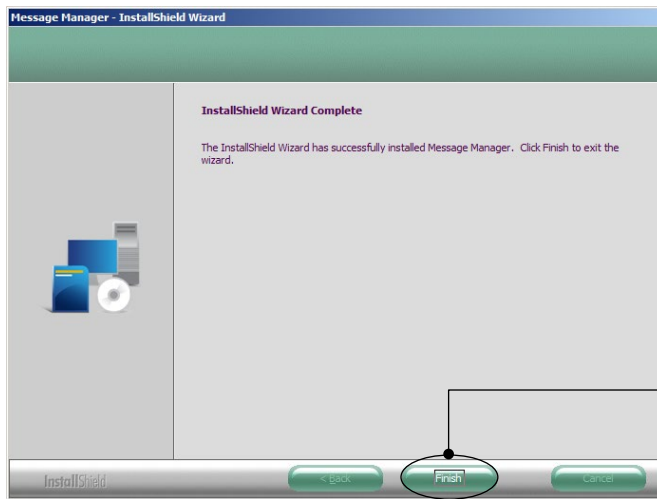 Message Manager - InstallShield Wizard
InstallShield Wizard Complete
The InstallShield Wizard has successfully installed Message Manager. Click Finish to exit the
wizard.
InstallShield
< Back
Finish
Cancel